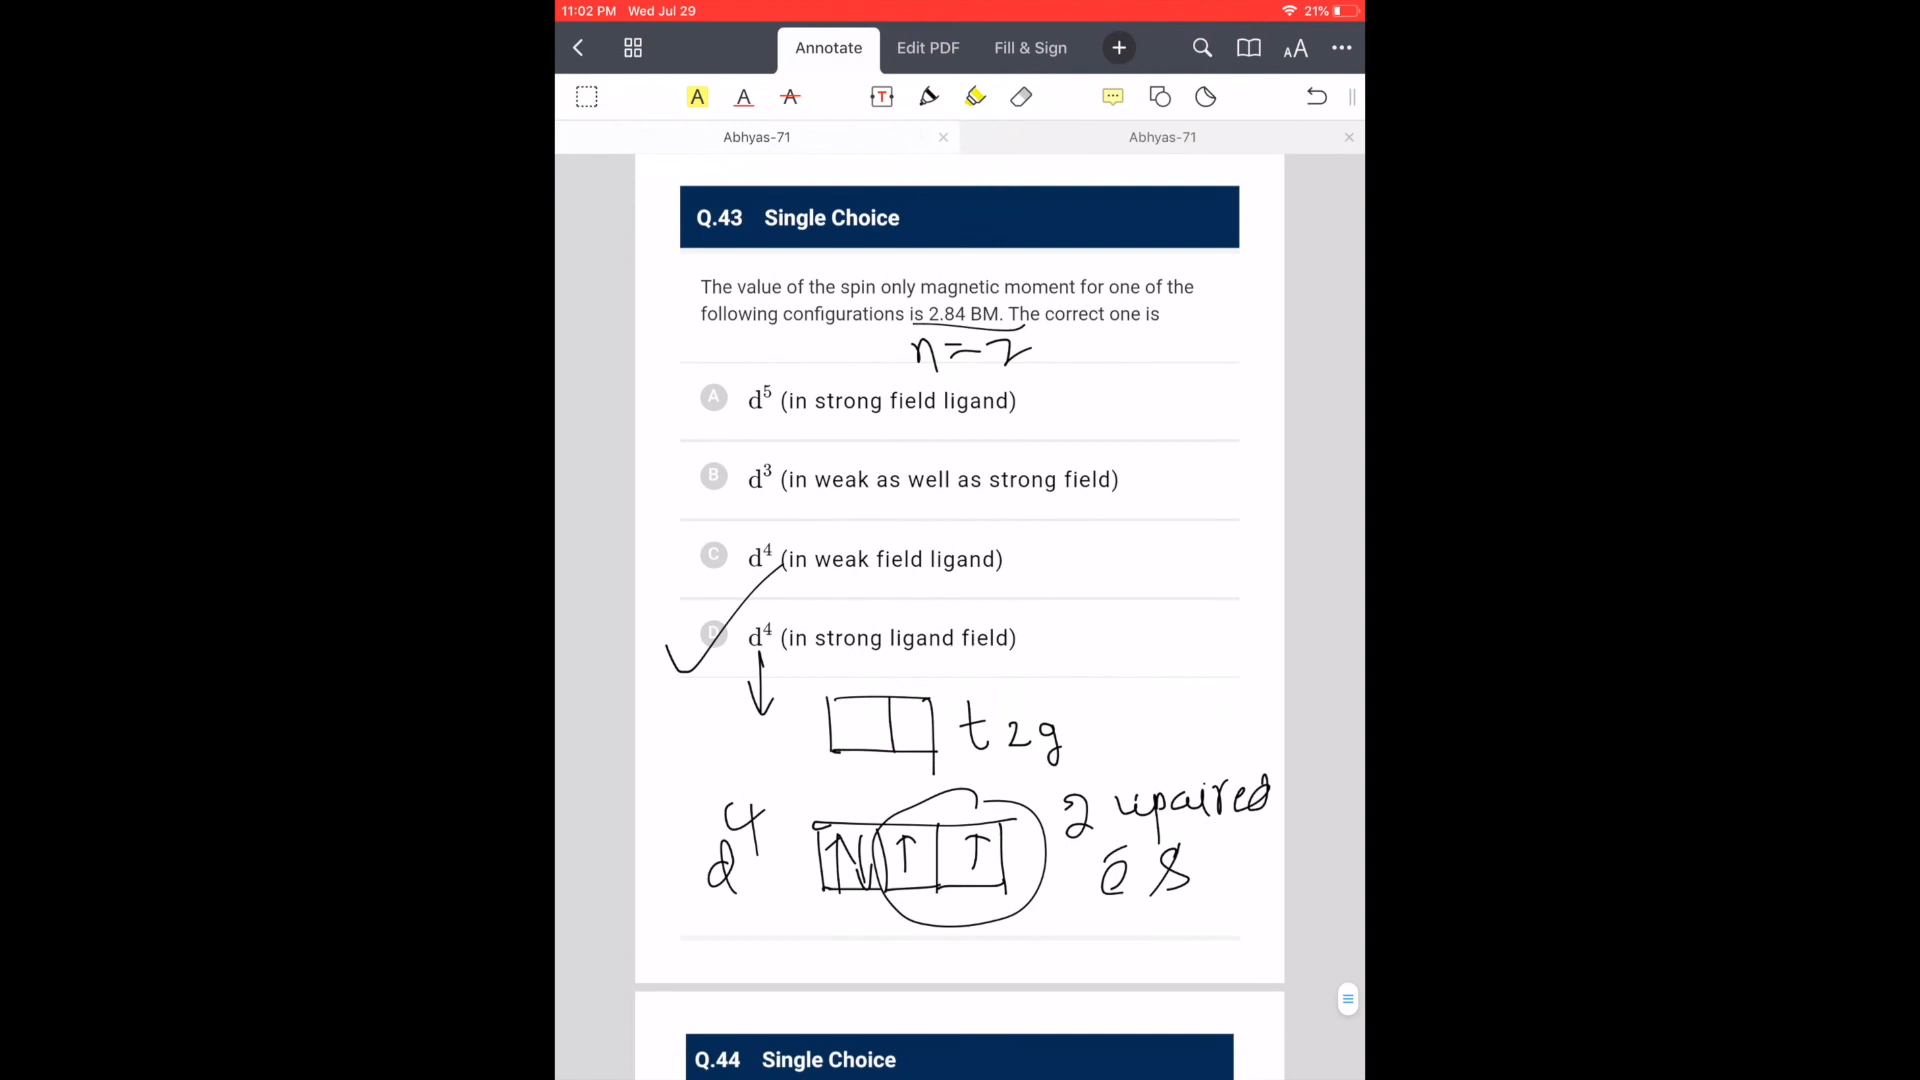 11:02 PM Wed Jul 29
21%
Annotate
Edit PDF
Fill & Sign
AA
A A A T
Abhyas-71
Abhyas-71
Q.43 Single Choice
The value of the spin only magnetic moment for one of the
following configurations is 2.84 BM. The correct one is
n=2
A d⁵ (in strong field ligand)
B d³ (in weak as well as strong field)
C d⁴ (in weak field ligand)
D d⁴ (in strong ligand field)
t2g
d⁴ ↑↓ ↑ ↑ 2 upaired
ēs
Q.44 Single Choice